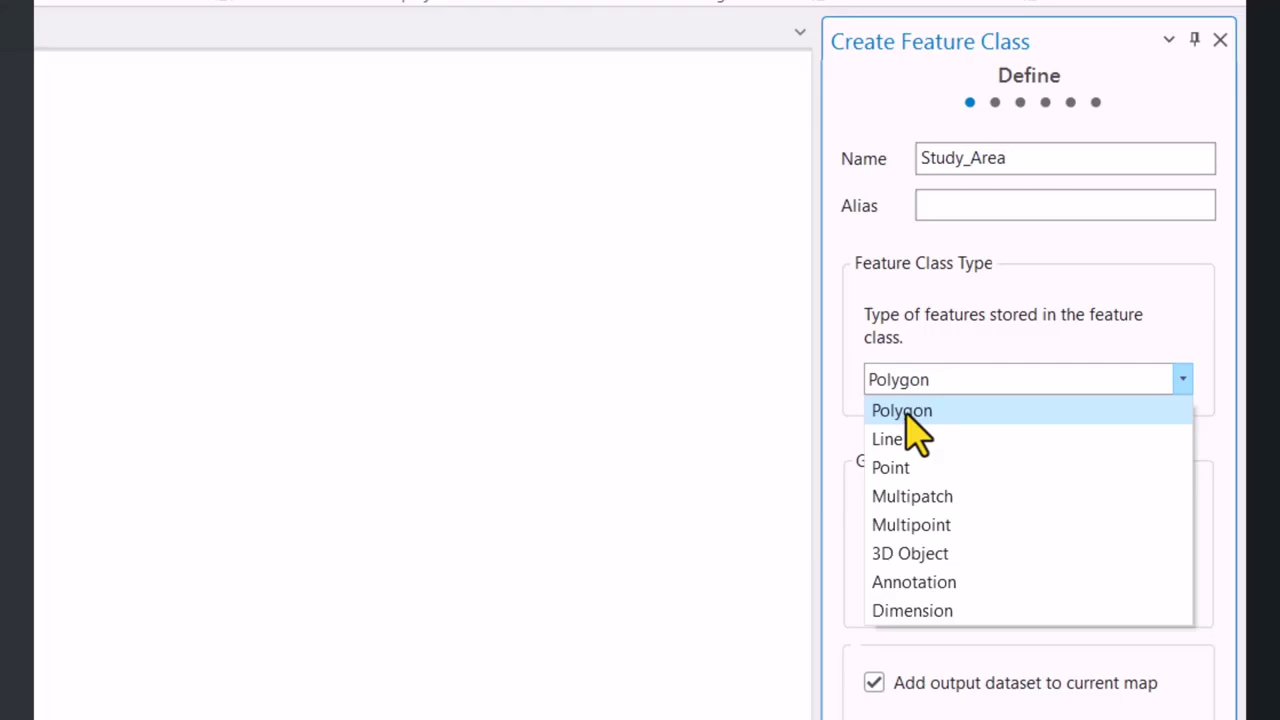 Create Feature Class
Define
Name
Study_Area
Alias
Feature Class Type
Type of features stored in the feature
class.
Polygon
Polygon
Line
Point
Multipatch
Multipoint
3D Object
Annotation
Dimension
Add output dataset to current map